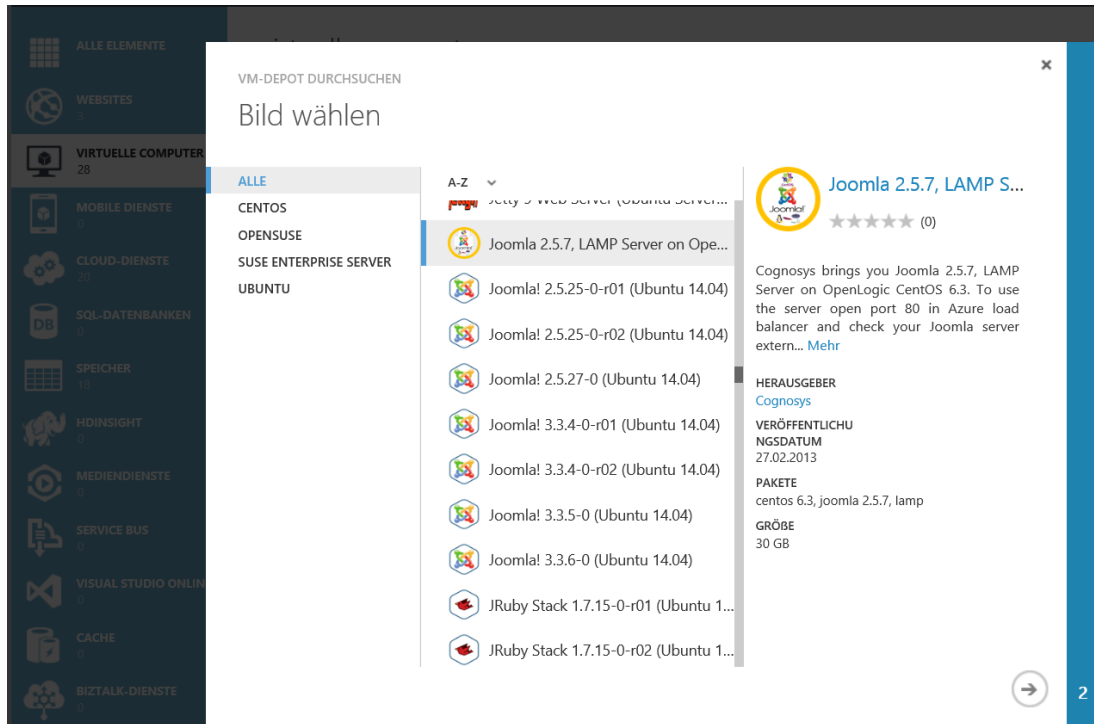 ALLE ELEMENTE
WEBSITES
3
VIRTUELLE COMPUTER
28
MOBILE DIENSTE
0
CLOUD-DIENSTE
20
SQL-DATENBANKEN
0
SPEICHER
18
HDINSIGHT
0
MEDIENDIENSTE
0
SERVICE BUS
0
VISUAL STUDIO ONLIN
0
CACHE
0
BIZTALK-DIENSTE
0
VM-DEPOT DURCHSUCHEN
Bild wählen
ALLE
CENTOS
OPENSUSE
SUSE ENTERPRISE SERVER
UBUNTU
A-Z
Jetty 9 Web Server (Ubuntu Server...
Joomla 2.5.7, LAMP Server on Ope...
Joomla! 2.5.25-0-r01 (Ubuntu 14.04)
Joomla! 2.5.25-0-r02 (Ubuntu 14.04)
Joomla! 2.5.27-0 (Ubuntu 14.04)
Joomla! 3.3.4-0-r01 (Ubuntu 14.04)
Joomla! 3.3.4-0-r02 (Ubuntu 14.04)
Joomla! 3.3.5-0 (Ubuntu 14.04)
Joomla! 3.3.6-0 (Ubuntu 14.04)
JRuby Stack 1.7.15-0-r01 (Ubuntu 1...
JRuby Stack 1.7.15-0-r02 (Ubuntu 1...
Joomla!
Joomla 2.5.7, LAMP S...
(0)
Cognosys brings you Joomla 2.5.7, LAMP
Server on OpenLogic CentOS 6.3. To use
the server open port 80 in Azure load
balancer and check your Joomla server
extern... Mehr
HERAUSGEBER
Cognosys
VERÖFFENTLICHU
NGSDATUM
27.02.2013
PAKETE
centos 6.3, joomla 2.5.7, lamp
GRÖßE
30 GB
2